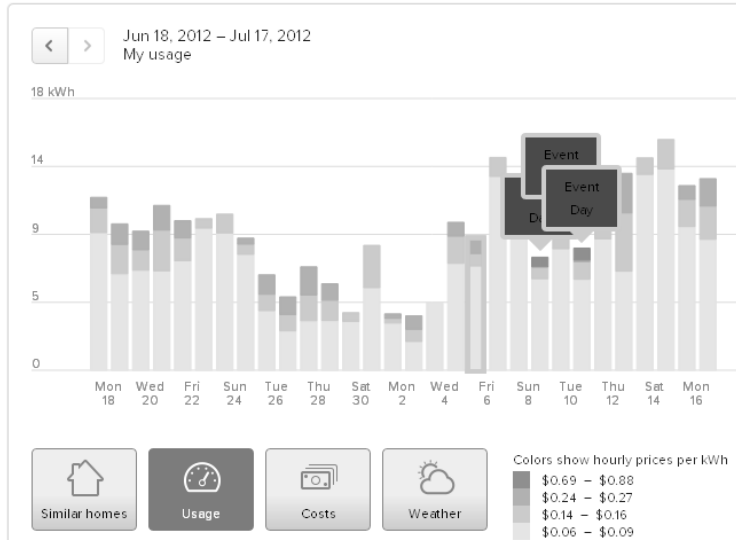 Jun 18, 2012 – Jul 17, 2012
My usage
18 kWh
14
9
5
0
Event
Event
Day
Mon 18
Wed 20
Fri 22
Sun 24
Tue 26
Thu 28
Sat 30
Mon 2
Wed 4
Fri 6
Sun 8
Tue 10
Thu 12
Sat 14
Mon 16
Similar homes
Usage
Costs
Weather
Colors show hourly prices per kWh
$0.69 – $0.88
$0.24 – $0.27
$0.14 – $0.16
$0.06 – $0.09